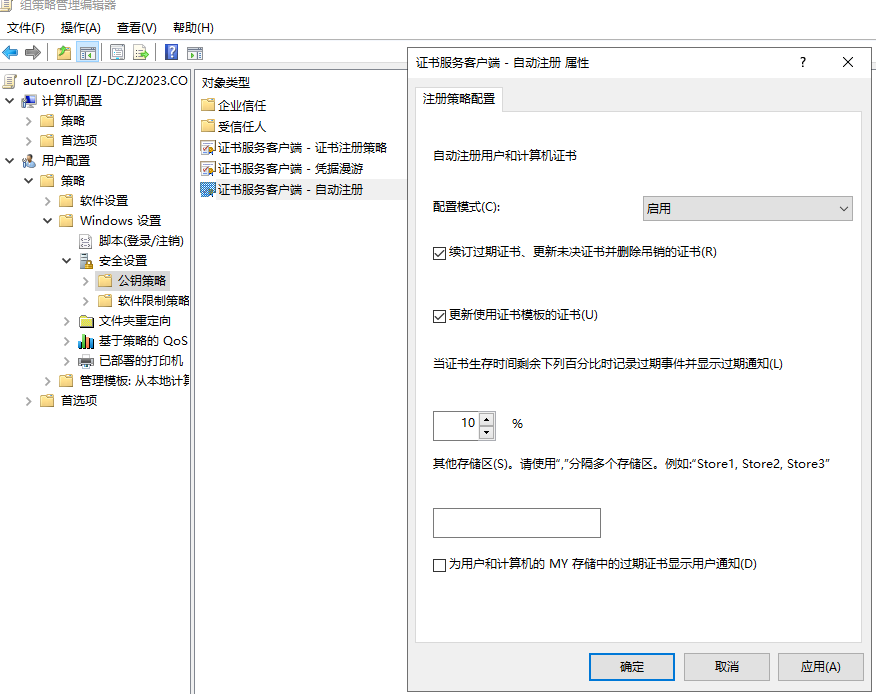 组策略管理编辑器
文件(F) 操作(A) 查看(V) 帮助(H)
autoenroll [ZJ-DC.ZJ2023.CO
计算机配置
策略
首选项
用户配置
策略
软件设置
Windows 设置
脚本(登录/注销)
安全设置
公钥策略
软件限制策略
文件夹重定向
基于策略的 QoS
已部署的打印机
管理模板: 从本地计算
首选项
对象类型
企业信任
受信任人
证书服务客户端 - 证书注册策略
证书服务客户端 - 凭据漫游
证书服务客户端 - 自动注册
证书服务客户端 - 自动注册 属性
?
注册策略配置
自动注册用户和计算机证书
配置模式(C):
启用
续订过期证书、更新未决证书并删除吊销的证书(R)
更新使用证书模板的证书(U)
当证书生存时间剩余下列百分比时记录过期事件并显示过期通知(L)
10 %
其他存储区(S)。请使用“,”分隔多个存储区。例如:“Store1, Store2, Store3”
为用户和计算机的 MY 存储中的过期证书显示用户通知(D)
确定 取消 应用(A)